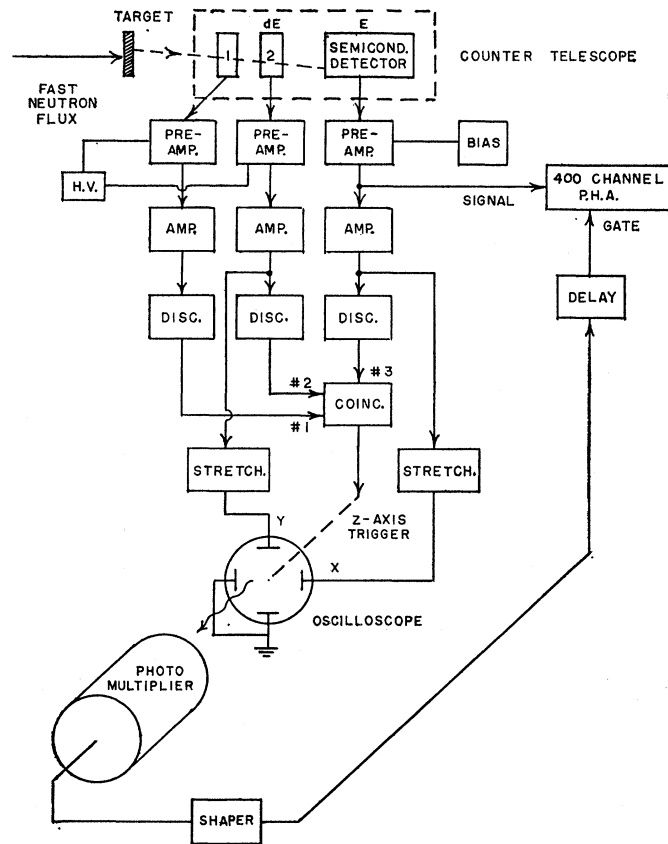 TARGET
dE
E
1
2
SEMICOND.
DETECTOR
COUNTER TELESCOPE
FAST
NEUTRON
FLUX
PRE-
AMP.
PRE-
AMP.
PRE-
AMP.
BIAS
H.V.
400 CHANNEL
P.H.A.
SIGNAL
GATE
AMP.
AMP.
AMP.
DELAY
DISC.
DISC.
DISC.
#3
#2
COINC.
#1
STRETCH.
STRETCH.
Y
Z-AXIS
TRIGGER
X
OSCILLOSCOPE
PHOTO
MULTIPLIER
SHAPER